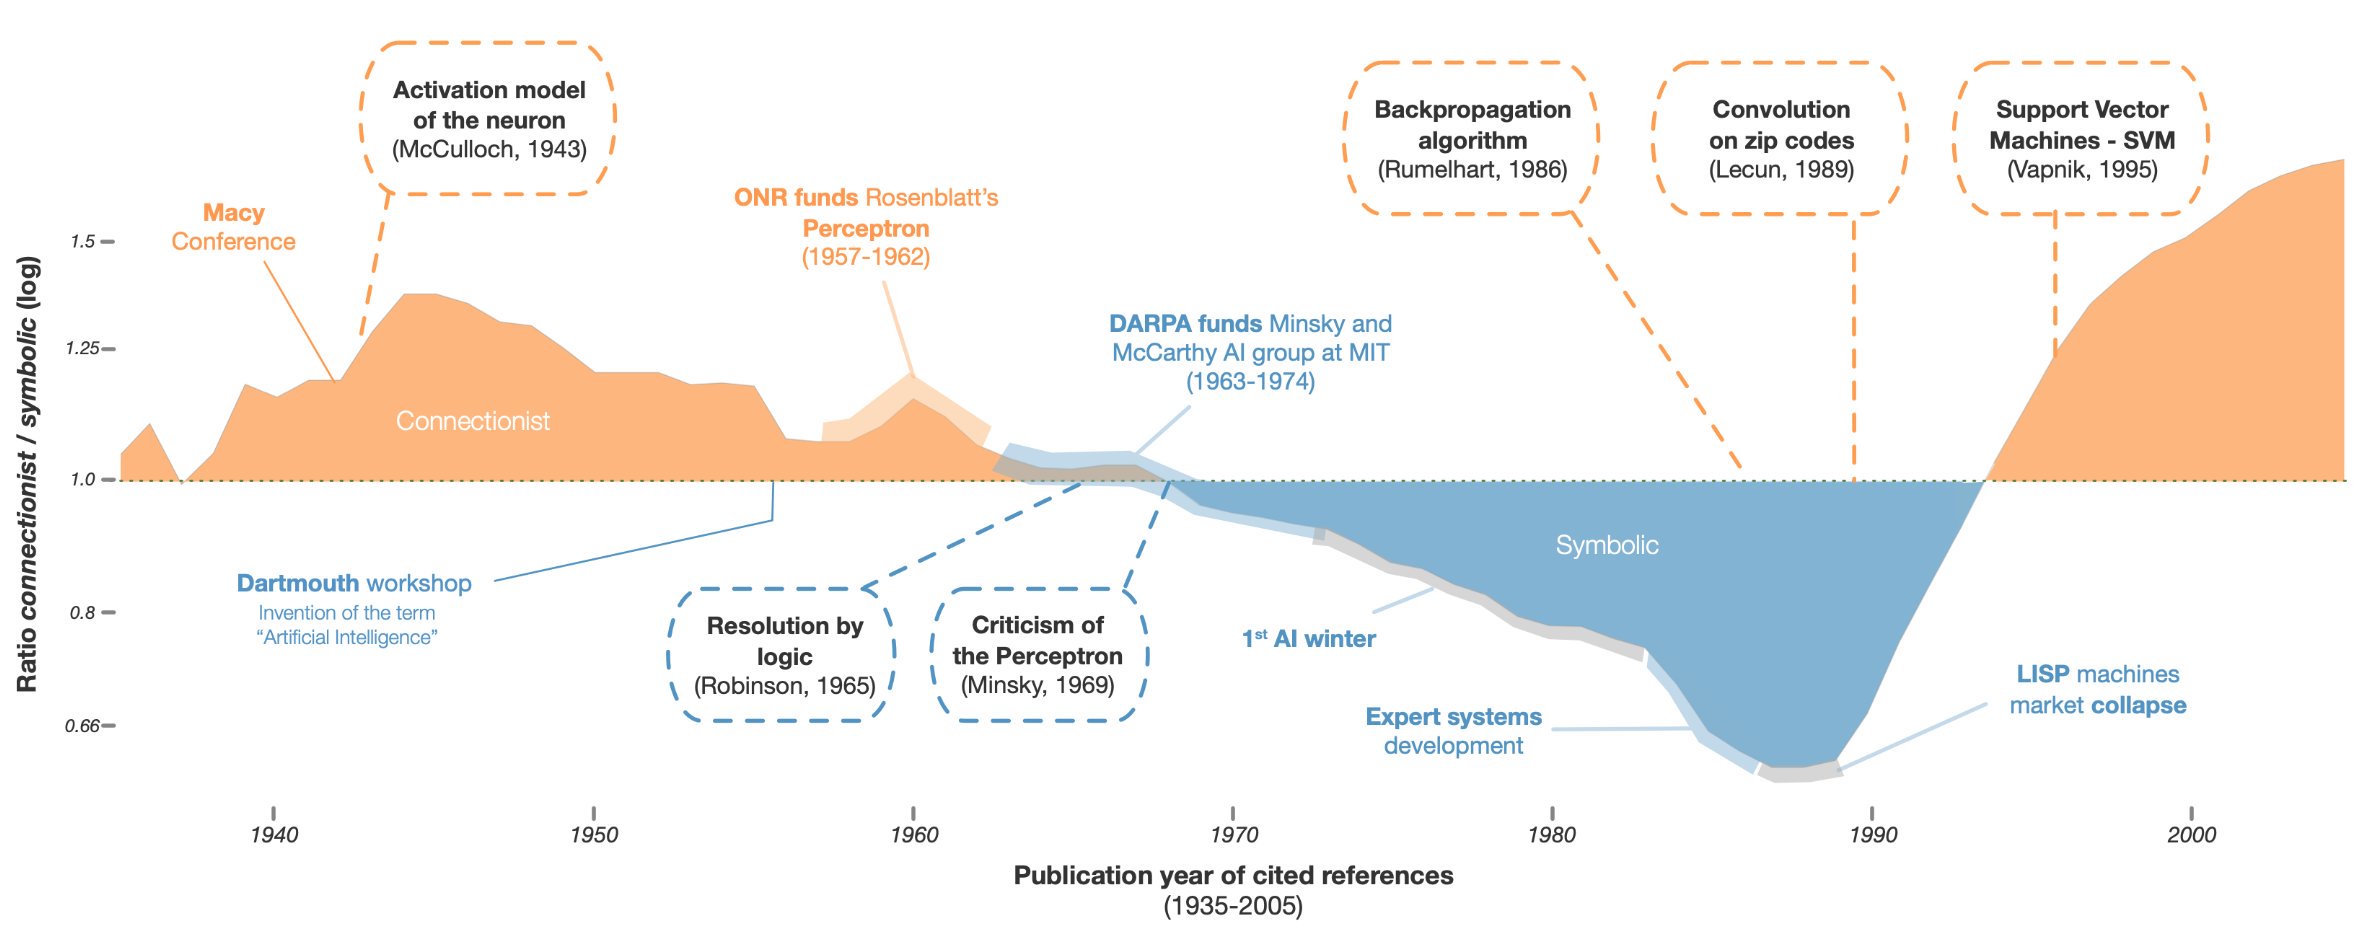 Activation model
of the neuron
(McCulloch, 1943)
Macy
Conference
ONR funds Rosenblatt’s
Perceptron
(1957-1962)
DARPA funds Minsky and
McCarthy AI group at MIT
(1963-1974)
Backpropagation
algorithm
(Rumelhart, 1986)
Convolution
on zip codes
(Lecun, 1989)
Support Vector
Machines - SVM
(Vapnik, 1995)
Ratio connectionist / symbolic (log)
1.5
1.25
1.0
0.8
0.66
Connectionist
Symbolic
Dartmouth workshop
Invention of the term
“Artificial Intelligence”
Resolution by
logic
(Robinson, 1965)
Criticism of
the Perceptron
(Minsky, 1969)
1st AI winter
Expert systems
development
LISP machines
market collapse
1940
1950
1960
1970
1980
1990
2000
Publication year of cited references
(1935-2005)